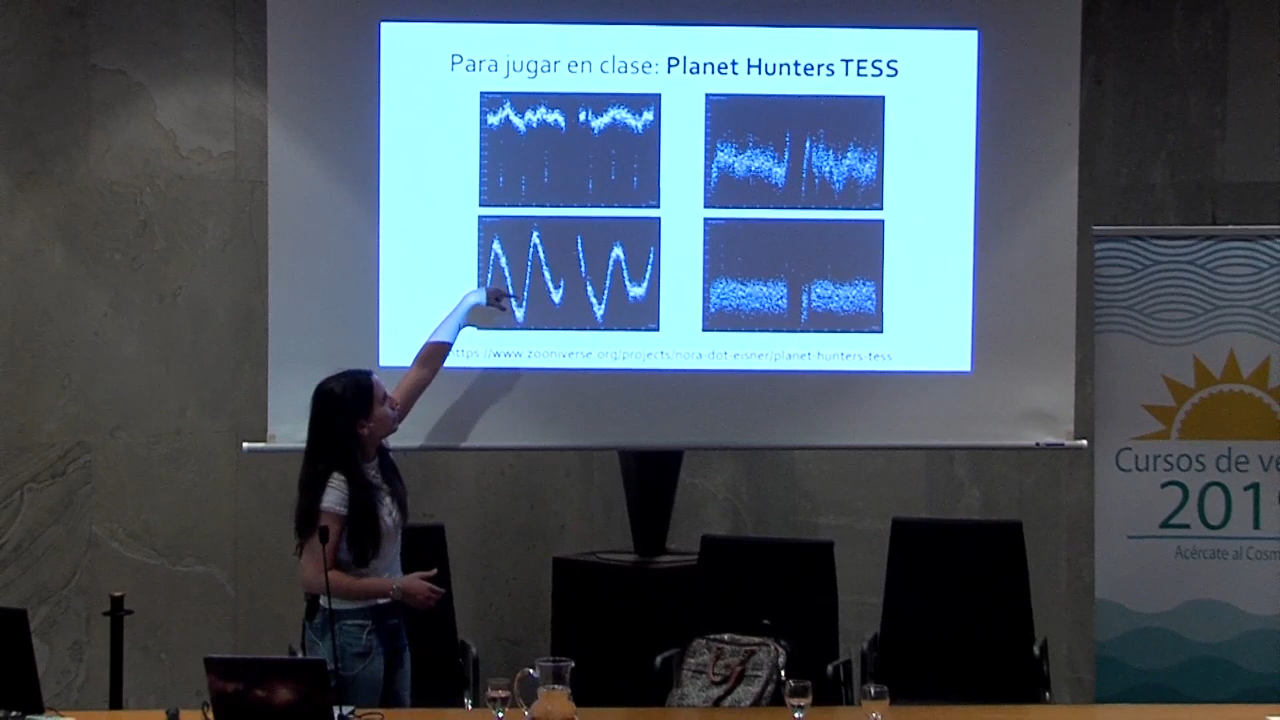 Para jugar en clase: Planet Hunters TESS
https://www.zooniverse.org/projects/nora-dot-eisner/planet-hunters-tess
Cursos de ve
201
Acércate al Cosm